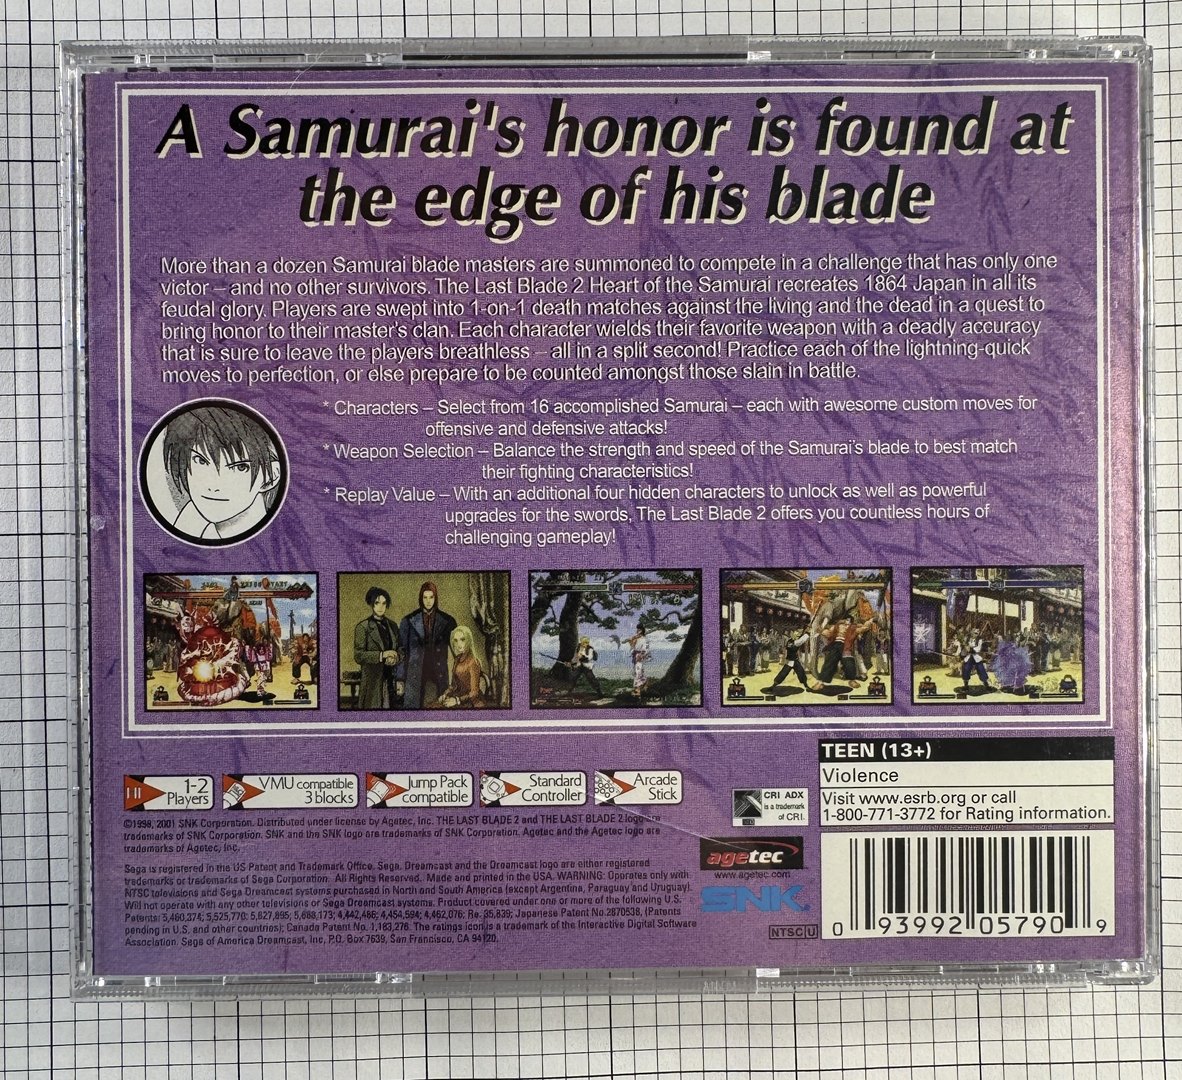 A Samurai's honor is found at
the edge of his blade
More than a dozen Samurai blade masters are summoned to compete in a challenge that has only one
victor – and no other survivors. The Last Blade 2 Heart of the Samurai recreates 1864 Japan in all its
feudal glory. Players are swept into 1-on-1 death matches against the living and the dead in a quest to
bring honor to their master's clan. Each character wields their favorite weapon with a deadly accuracy
that is sure to leave the players breathless – all in a split second! Practice each of the lightning-quick
moves to perfection, or else prepare to be counted amongst those slain in battle.
* Characters – Select from 16 accomplished Samurai – each with awesome custom moves for
offensive and defensive attacks!
* Weapon Selection – Balance the strength and speed of the Samurai's blade to best match
their fighting characteristics!
* Replay Value – With an additional four hidden characters to unlock as well as powerful
upgrades for the swords, The Last Blade 2 offers you countless hours of
challenging gameplay!
1-2
Players
VMU compatible
3 blocks
Jump Pack
compatible
Standard
Controller
Arcade
Stick
CRI ADX
is a trademark
of CRI.
TEEN (13+)
Violence
Visit www.esrb.org or call
1-800-771-3772 for Rating information.
©1998, 2001 SNK Corporation. Distributed under license by Agetec, Inc. THE LAST BLADE 2 and THE LAST BLADE 2 logo are
trademarks of SNK Corporation. SNK and the SNK logo are trademarks of SNK Corporation. Agetec and the Agetec logo are
trademarks of Agetec, Inc.
Sega is registered in the US Patent and Trademark Office. Sega, Dreamcast and the Dreamcast logo are either registered
trademarks or trademarks of Sega Corporation. All Rights Reserved. Made and printed in the USA. WARNING: Operates only with
NTSC televisions and Sega Dreamcast systems purchased in North and South America (except Argentina, Paraguay and Uruguay).
Will not operate with any other televisions or Sega Dreamcast systems. Product covered under one or more of the following U.S.
Patents: 5,460,374; 5,525,770; 5,627,895; 5,688,173; 4,442,486; 4,454,594; 4,462,076; Re. 35,839; Japanese Patent No.2870538, (Patents
pending in U.S. and other countries); Canada Patent No. 1,183,276. The ratings icon is a trademark of the Interactive Digital Software
Association. Sega of America Dreamcast, Inc, P.O. Box 7639, San Francisco, CA 94120.
agetec
www.agetec.com
SNK
NTSC U
0 93992 05790 9